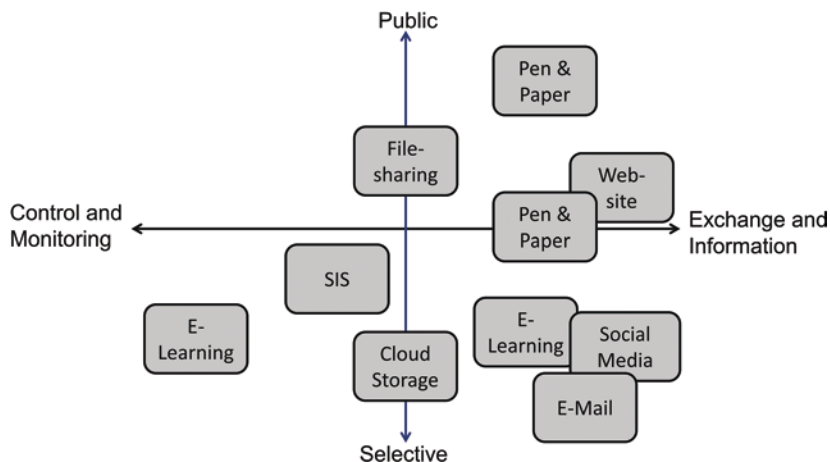 Public
Pen &
Paper
File-
sharing
Web-
site
Control and
Monitoring
Pen &
Paper
Exchange and
Information
SIS
E-
Learning
E-
Learning
Social
Media
Cloud
Storage
E-Mail
Selective